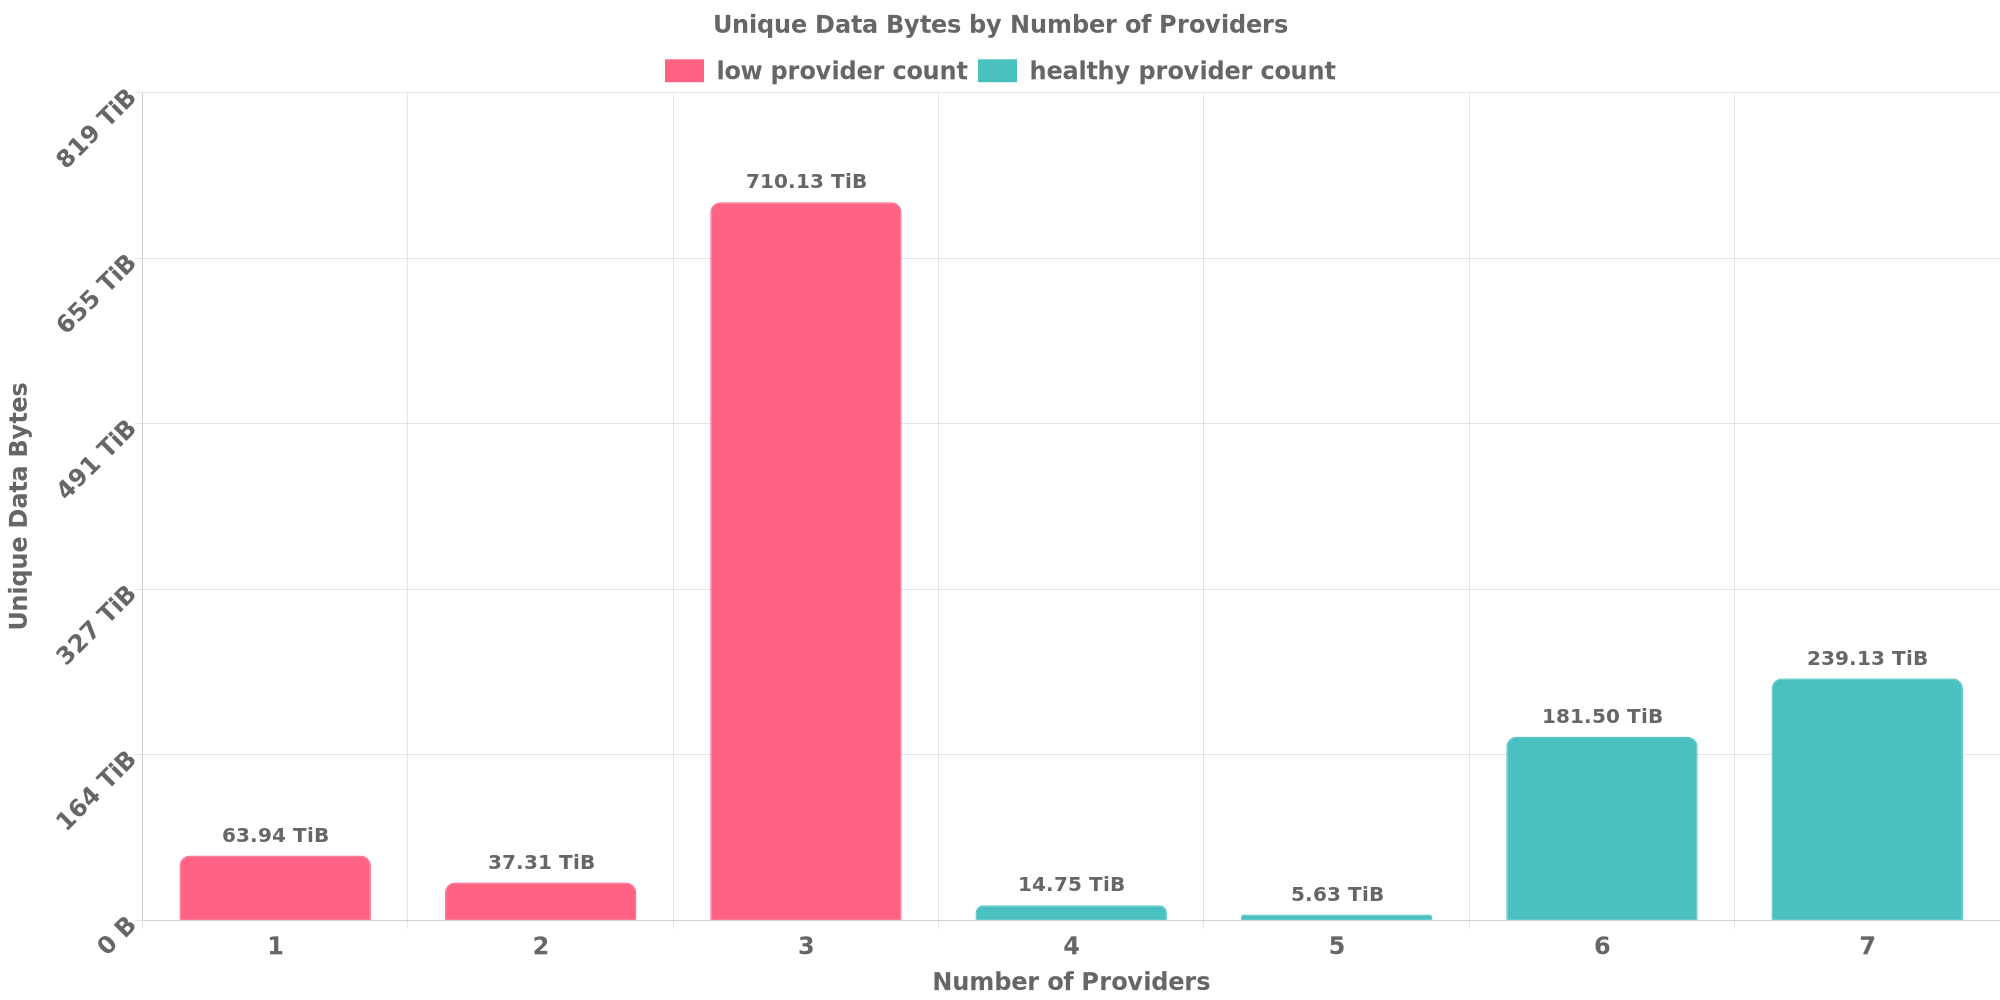 Unique Data Bytes by Number of Providers
low provider count healthy provider count
819 TiB
655 TiB
491 TiB
327 TiB
164 TiB
0 B
Unique Data Bytes
63.94 TiB
37.31 TiB
710.13 TiB
14.75 TiB
5.63 TiB
181.50 TiB
239.13 TiB
1 2 3 4 5 6 7
Number of Providers